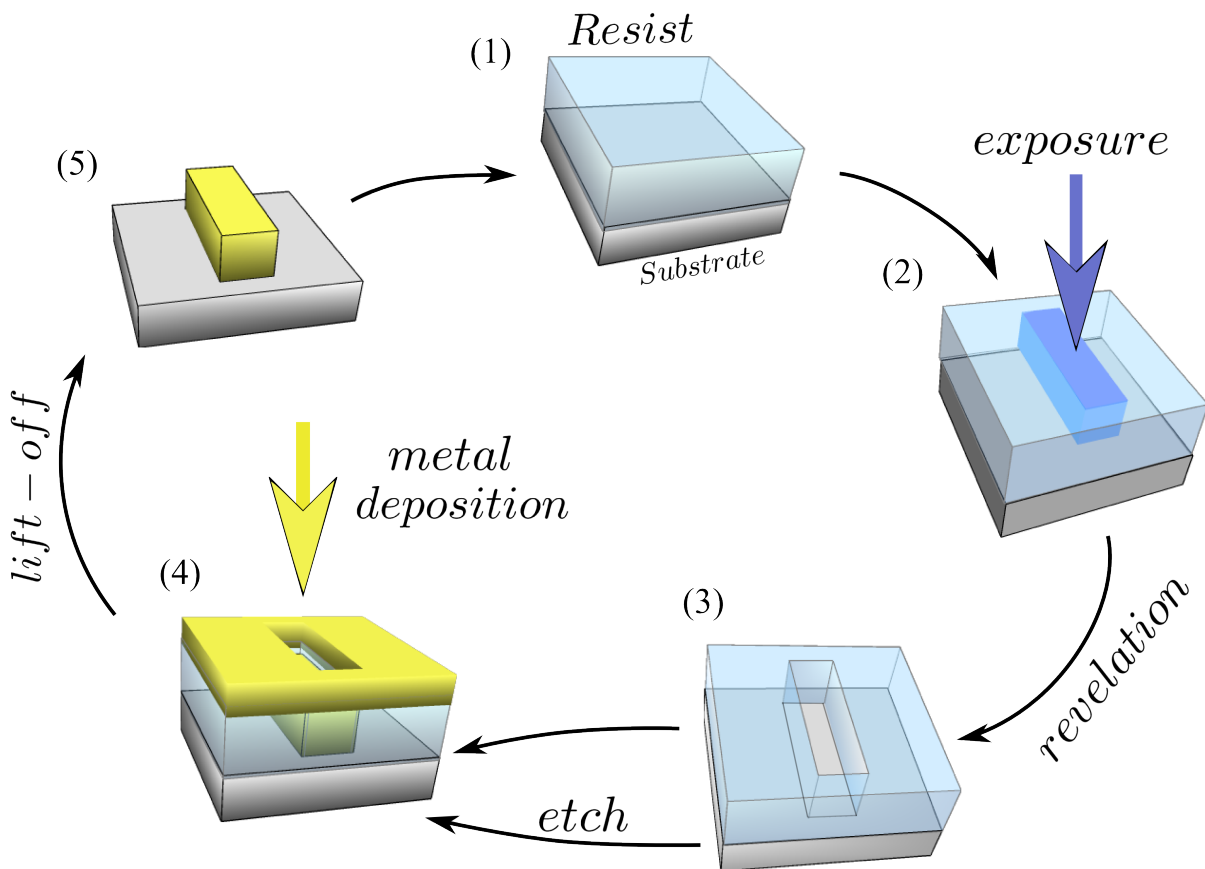 (1)
Resist
Substrate
exposure
(2)
revelation
(3)
etch
metal
deposition
(4)
lift – off
(5)